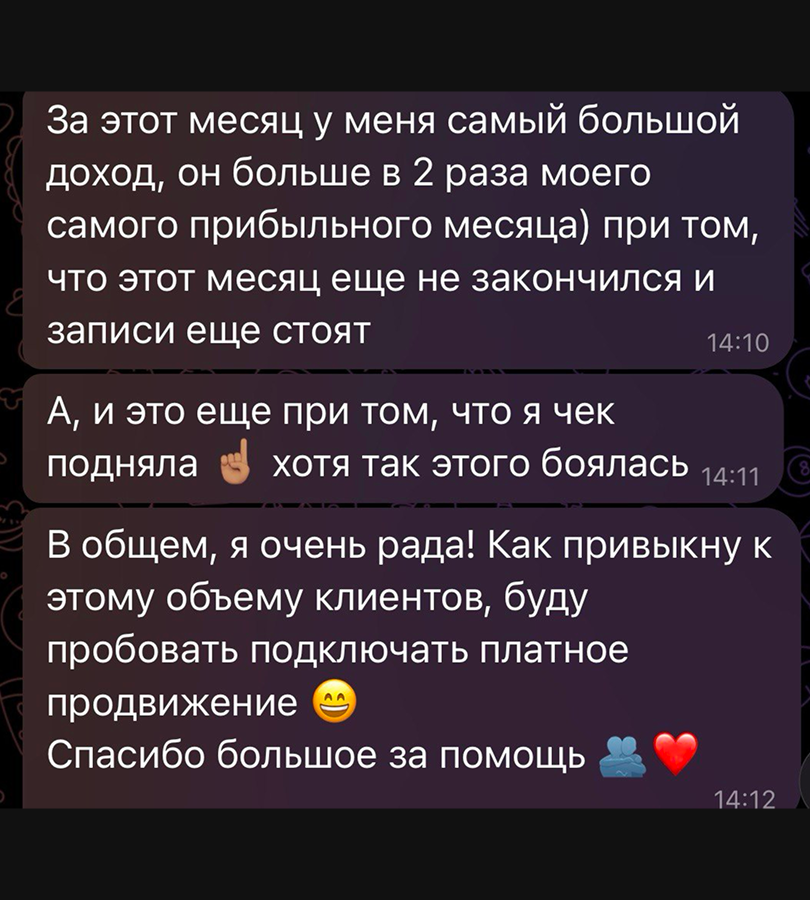 За этот месяц у меня самый большой
доход, он больше в 2 раза моего
самого прибыльного месяца) при том,
что этот месяц еще не закончился и
записи еще стоят
14:10
А, и это еще при том, что я чек
подняла ☝🏽 хотя так этого боялась
14:11
В общем, я очень рада! Как привыкну к
этому объему клиентов, буду
пробовать подключать платное
продвижение 😄
Спасибо большое за помощь 🫂❤️
14:12